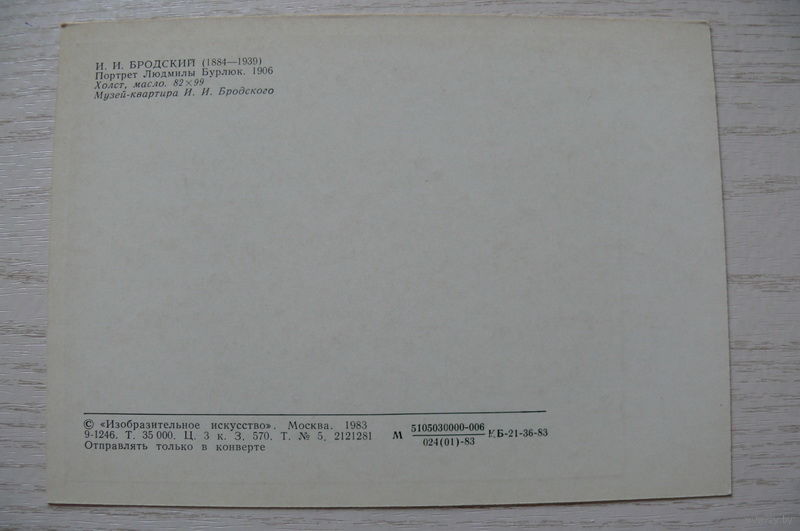 И. И. БРОДСКИЙ (1884—1939)
Портрет Людмилы Бурлюк. 1906
Холст, масло. 82×99
Музей-квартира И. И. Бродского
© «Изобразительное искусство». Москва. 1983
9-1246. Т. 35 000. Ц. 3 к. З. 570. Т. № 5. 2121281
Отправлять только в конверте
М 5105030000-006 КБ-21-36-83
024(01)-83